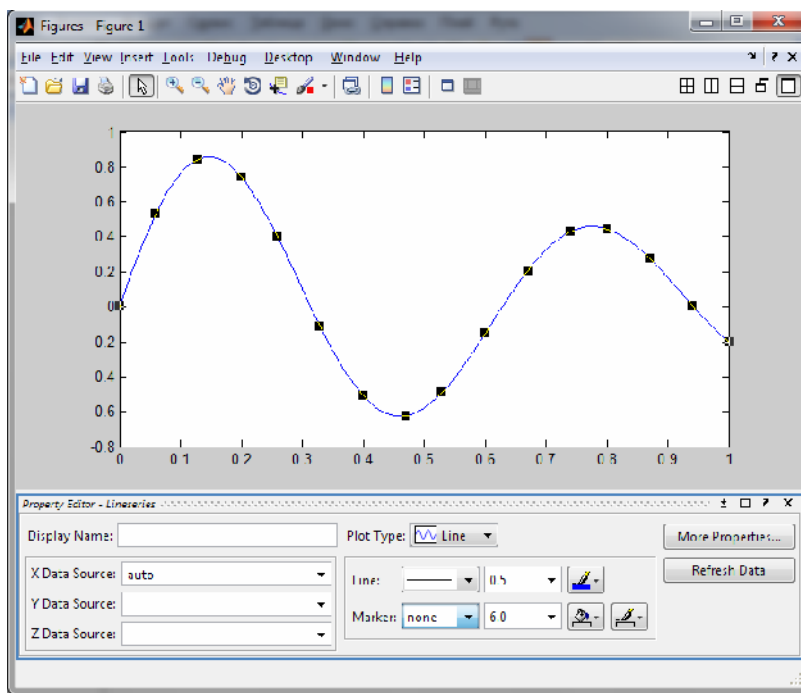 Figures - Figure 1
File Edit View Insert Tools Debug Desktop Window Help
1
0.8
0.6
0.4
0.2
0
0.2
0.4
0.6
-0.8
0 0.1 0.2 0.3 0.4 0.5 0.6 0.7 0.8 0.9 1
Property Editor - Lineseries
Display Name:
Plot Type: Line
More Properties...
X Data Source: auto
Line: 0.5
Refresh Data
Y Data Source:
Marker: none 6.0
Z Data Source: